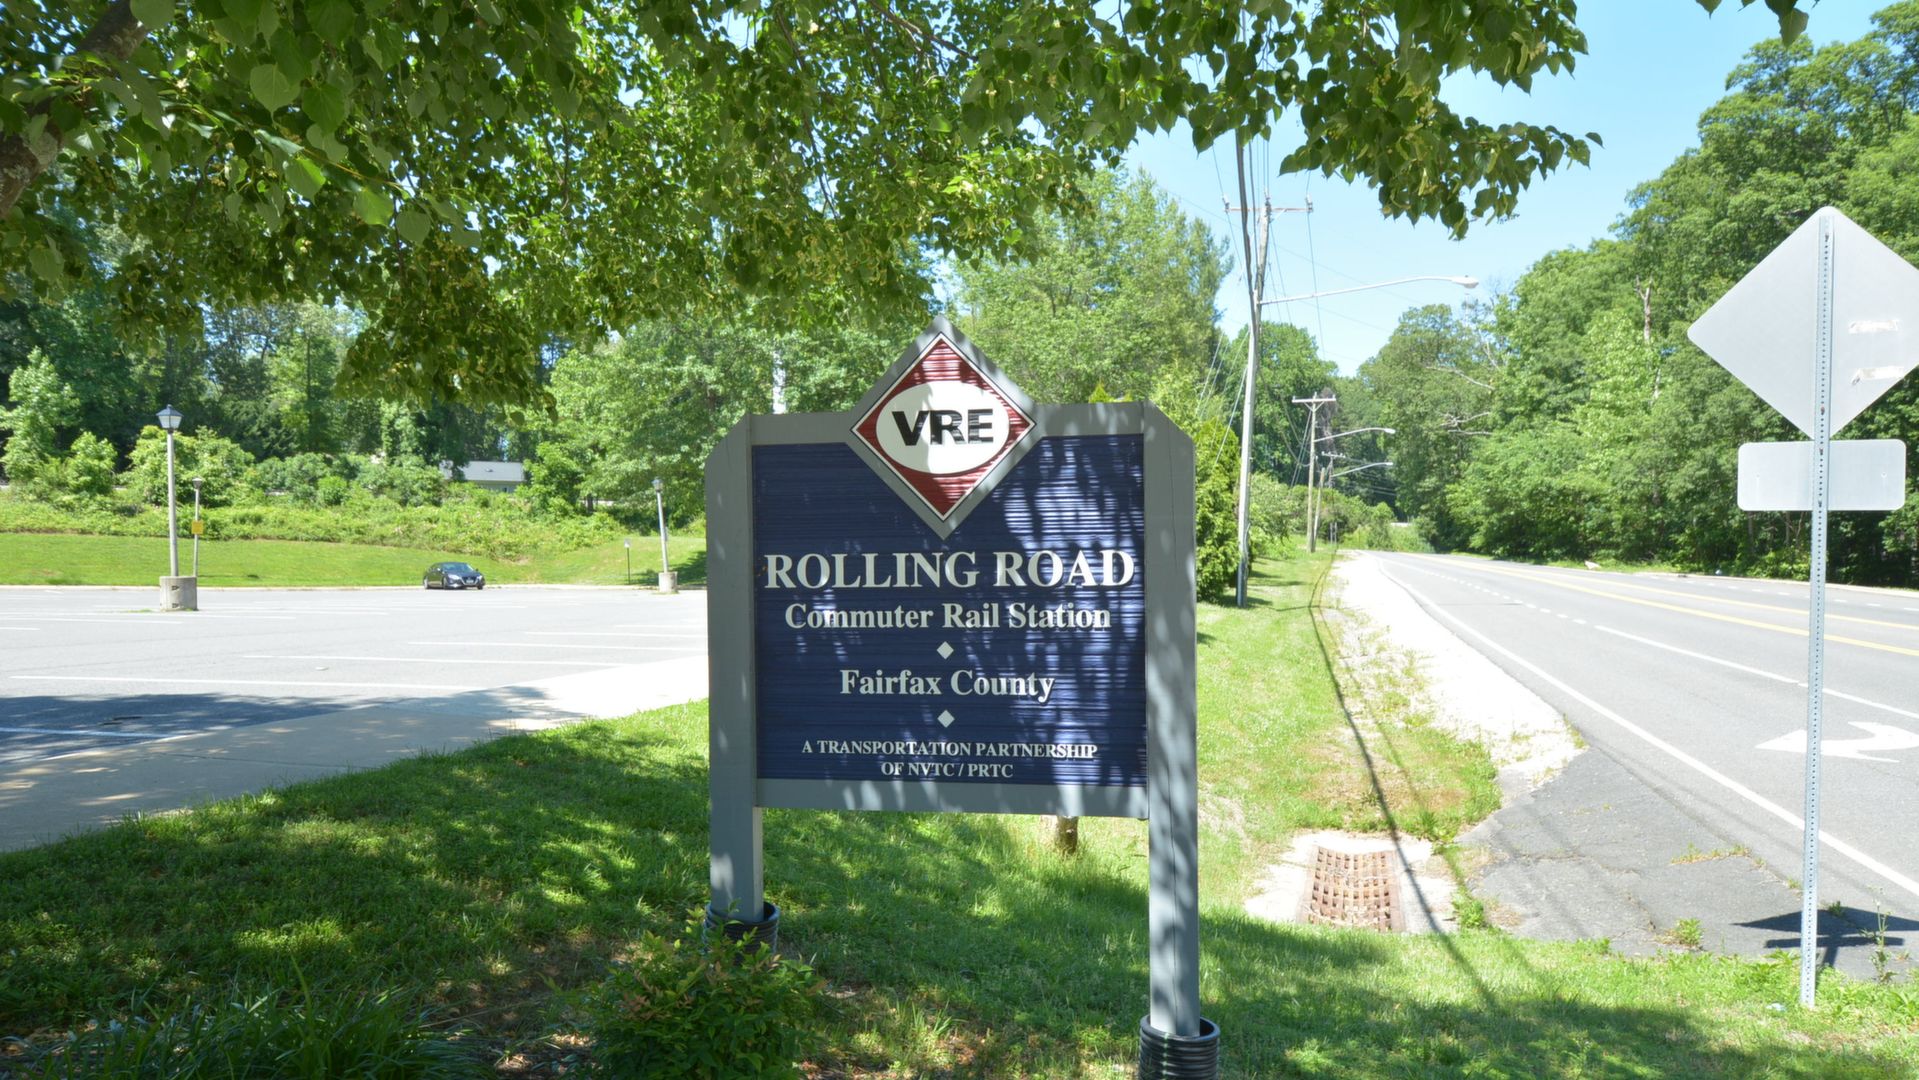 VRE
ROLLING ROAD
Commuter Rail Station
Fairfax County
A TRANSPORTATION PARTNERSHIP
OF NVTC / PRTC